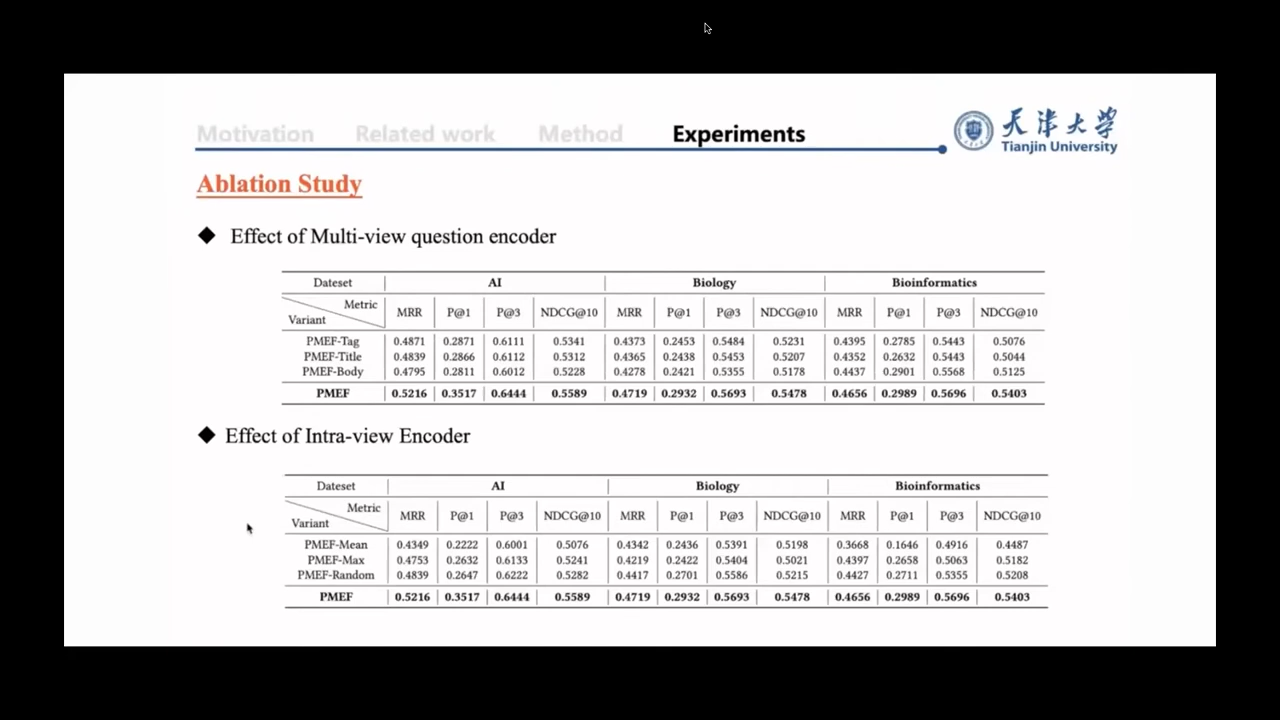 Motivation Related work Method Experiments
天津大学
Tianjin University
Ablation Study
◆ Effect of Multi-view question encoder
Dateset AI Biology Bioinformatics
Metric
Variant
MRR P@1 P@3 NDCG@10 MRR P@1 P@3 NDCG@10 MRR P@1 P@3 NDCG@10
PMEF-Tag 0.4871 0.2871 0.6111 0.5341 0.4373 0.2453 0.5484 0.5231 0.4395 0.2785 0.5443 0.5076
PMEF-Title 0.4839 0.2866 0.6112 0.5312 0.4365 0.2438 0.5453 0.5207 0.4352 0.2632 0.5443 0.5044
PMEF-Body 0.4795 0.2811 0.6012 0.5228 0.4278 0.2421 0.5355 0.5178 0.4437 0.2901 0.5568 0.5125
PMEF 0.5216 0.3517 0.6444 0.5589 0.4719 0.2932 0.5693 0.5478 0.4656 0.2989 0.5696 0.5403
◆ Effect of Intra-view Encoder
Dateset AI Biology Bioinformatics
Metric
Variant
MRR P@1 P@3 NDCG@10 MRR P@1 P@3 NDCG@10 MRR P@1 P@3 NDCG@10
PMEF-Mean 0.4349 0.2222 0.6001 0.5076 0.4342 0.2436 0.5391 0.5198 0.3668 0.1646 0.4916 0.4487
PMEF-Max 0.4753 0.2632 0.6133 0.5241 0.4219 0.2422 0.5404 0.5021 0.4397 0.2658 0.5063 0.5182
PMEF-Random 0.4839 0.2647 0.6222 0.5282 0.4417 0.2701 0.5586 0.5215 0.4427 0.2711 0.5355 0.5208
PMEF 0.5216 0.3517 0.6444 0.5589 0.4719 0.2932 0.5693 0.5478 0.4656 0.2989 0.5696 0.5403